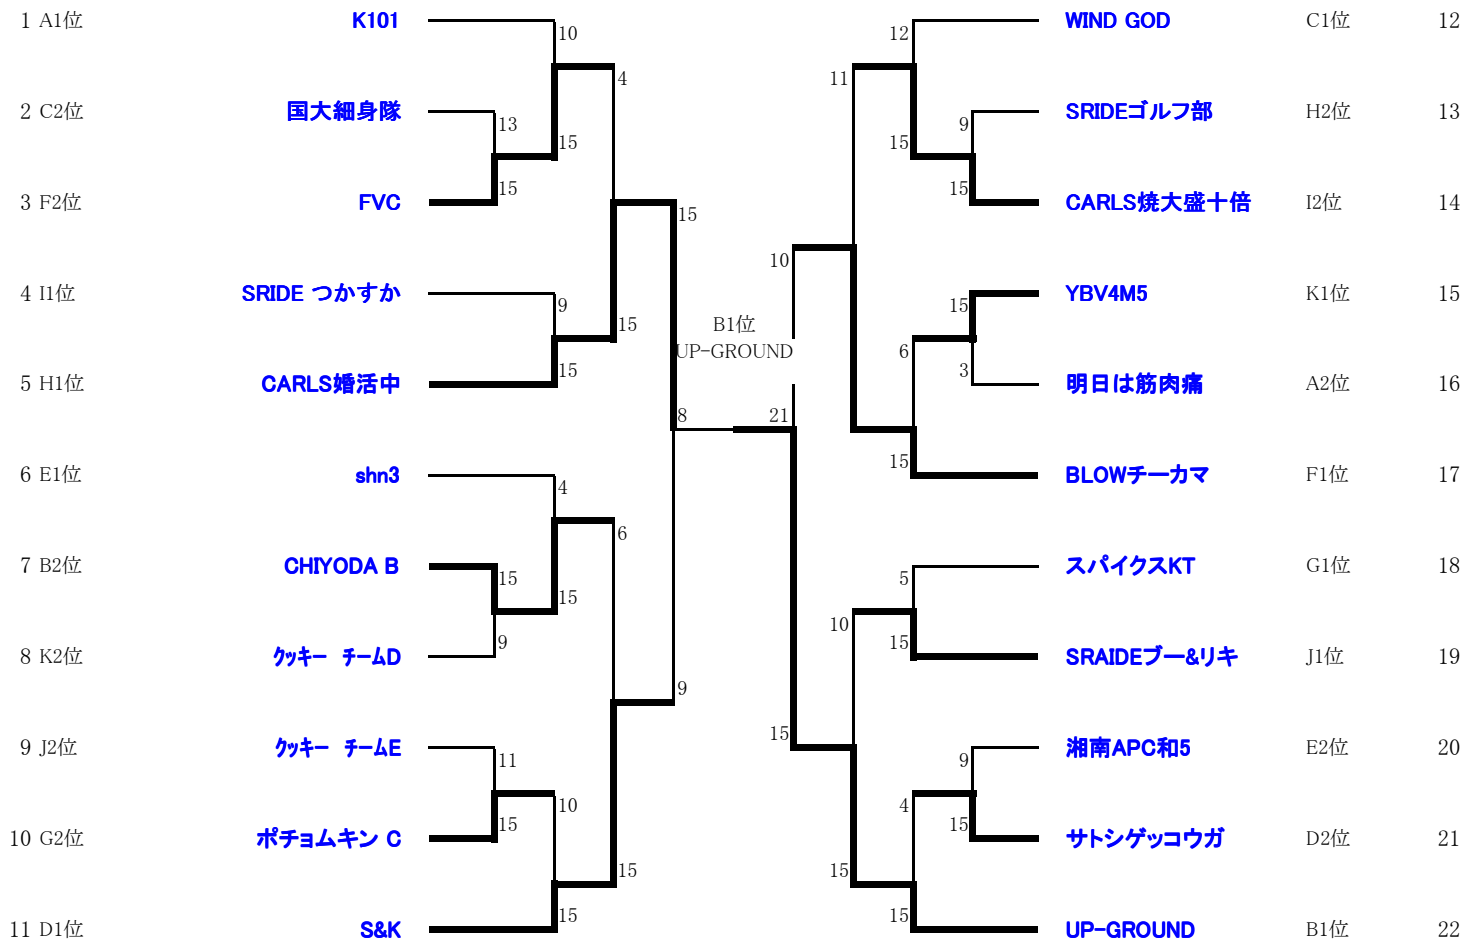 1 A1位 K101 10 12 WIND GOD C1位 12
4 11
2 C2位 国大細身隊 13 9 SRIDEゴルフ部 H2位 13
15 15
3 F2位 FVC 15 15 CARLS焼大盛十倍 I2位 14
15
10
4 I1位 SRIDE つかすか 9 15 YBV4M5 K1位 15
15 B1位
UP-GROUND 6
5 H1位 CARLS婚活中 15 3 明日は筋肉痛 A2位 16
8 21
6 E1位 shn3 4 15 BLOWチーカマ F1位 17
6
7 B2位 CHIYODA B 15 5 スパイクスKT G1位 18
15 10
8 K2位 ｸｯｷｰ ﾁｰﾑD 9 15 SRAIDEブー&リキ J1位 19
9
15
9 J2位 ｸｯｷｰ ﾁｰﾑE 11 9 湘南APC和5 E2位 20
10 4
10 G2位 ポチョムキン C 15 15 サトシゲッコウガ D2位 21
15 15
11 D1位 S&K 15 15 UP-GROUND B1位 22